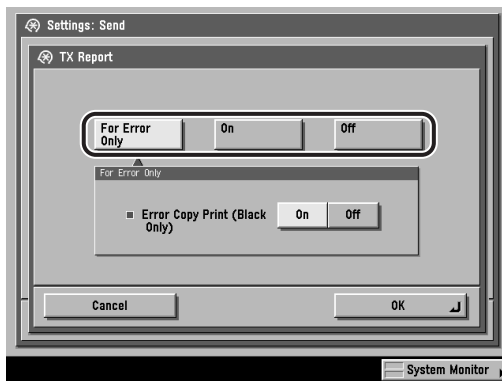 Settings: Send
TX Report
For Error
Only
On
Off
For Error Only
Error Copy Print (Black
Only)
On
Off
Cancel
OK
System Monitor